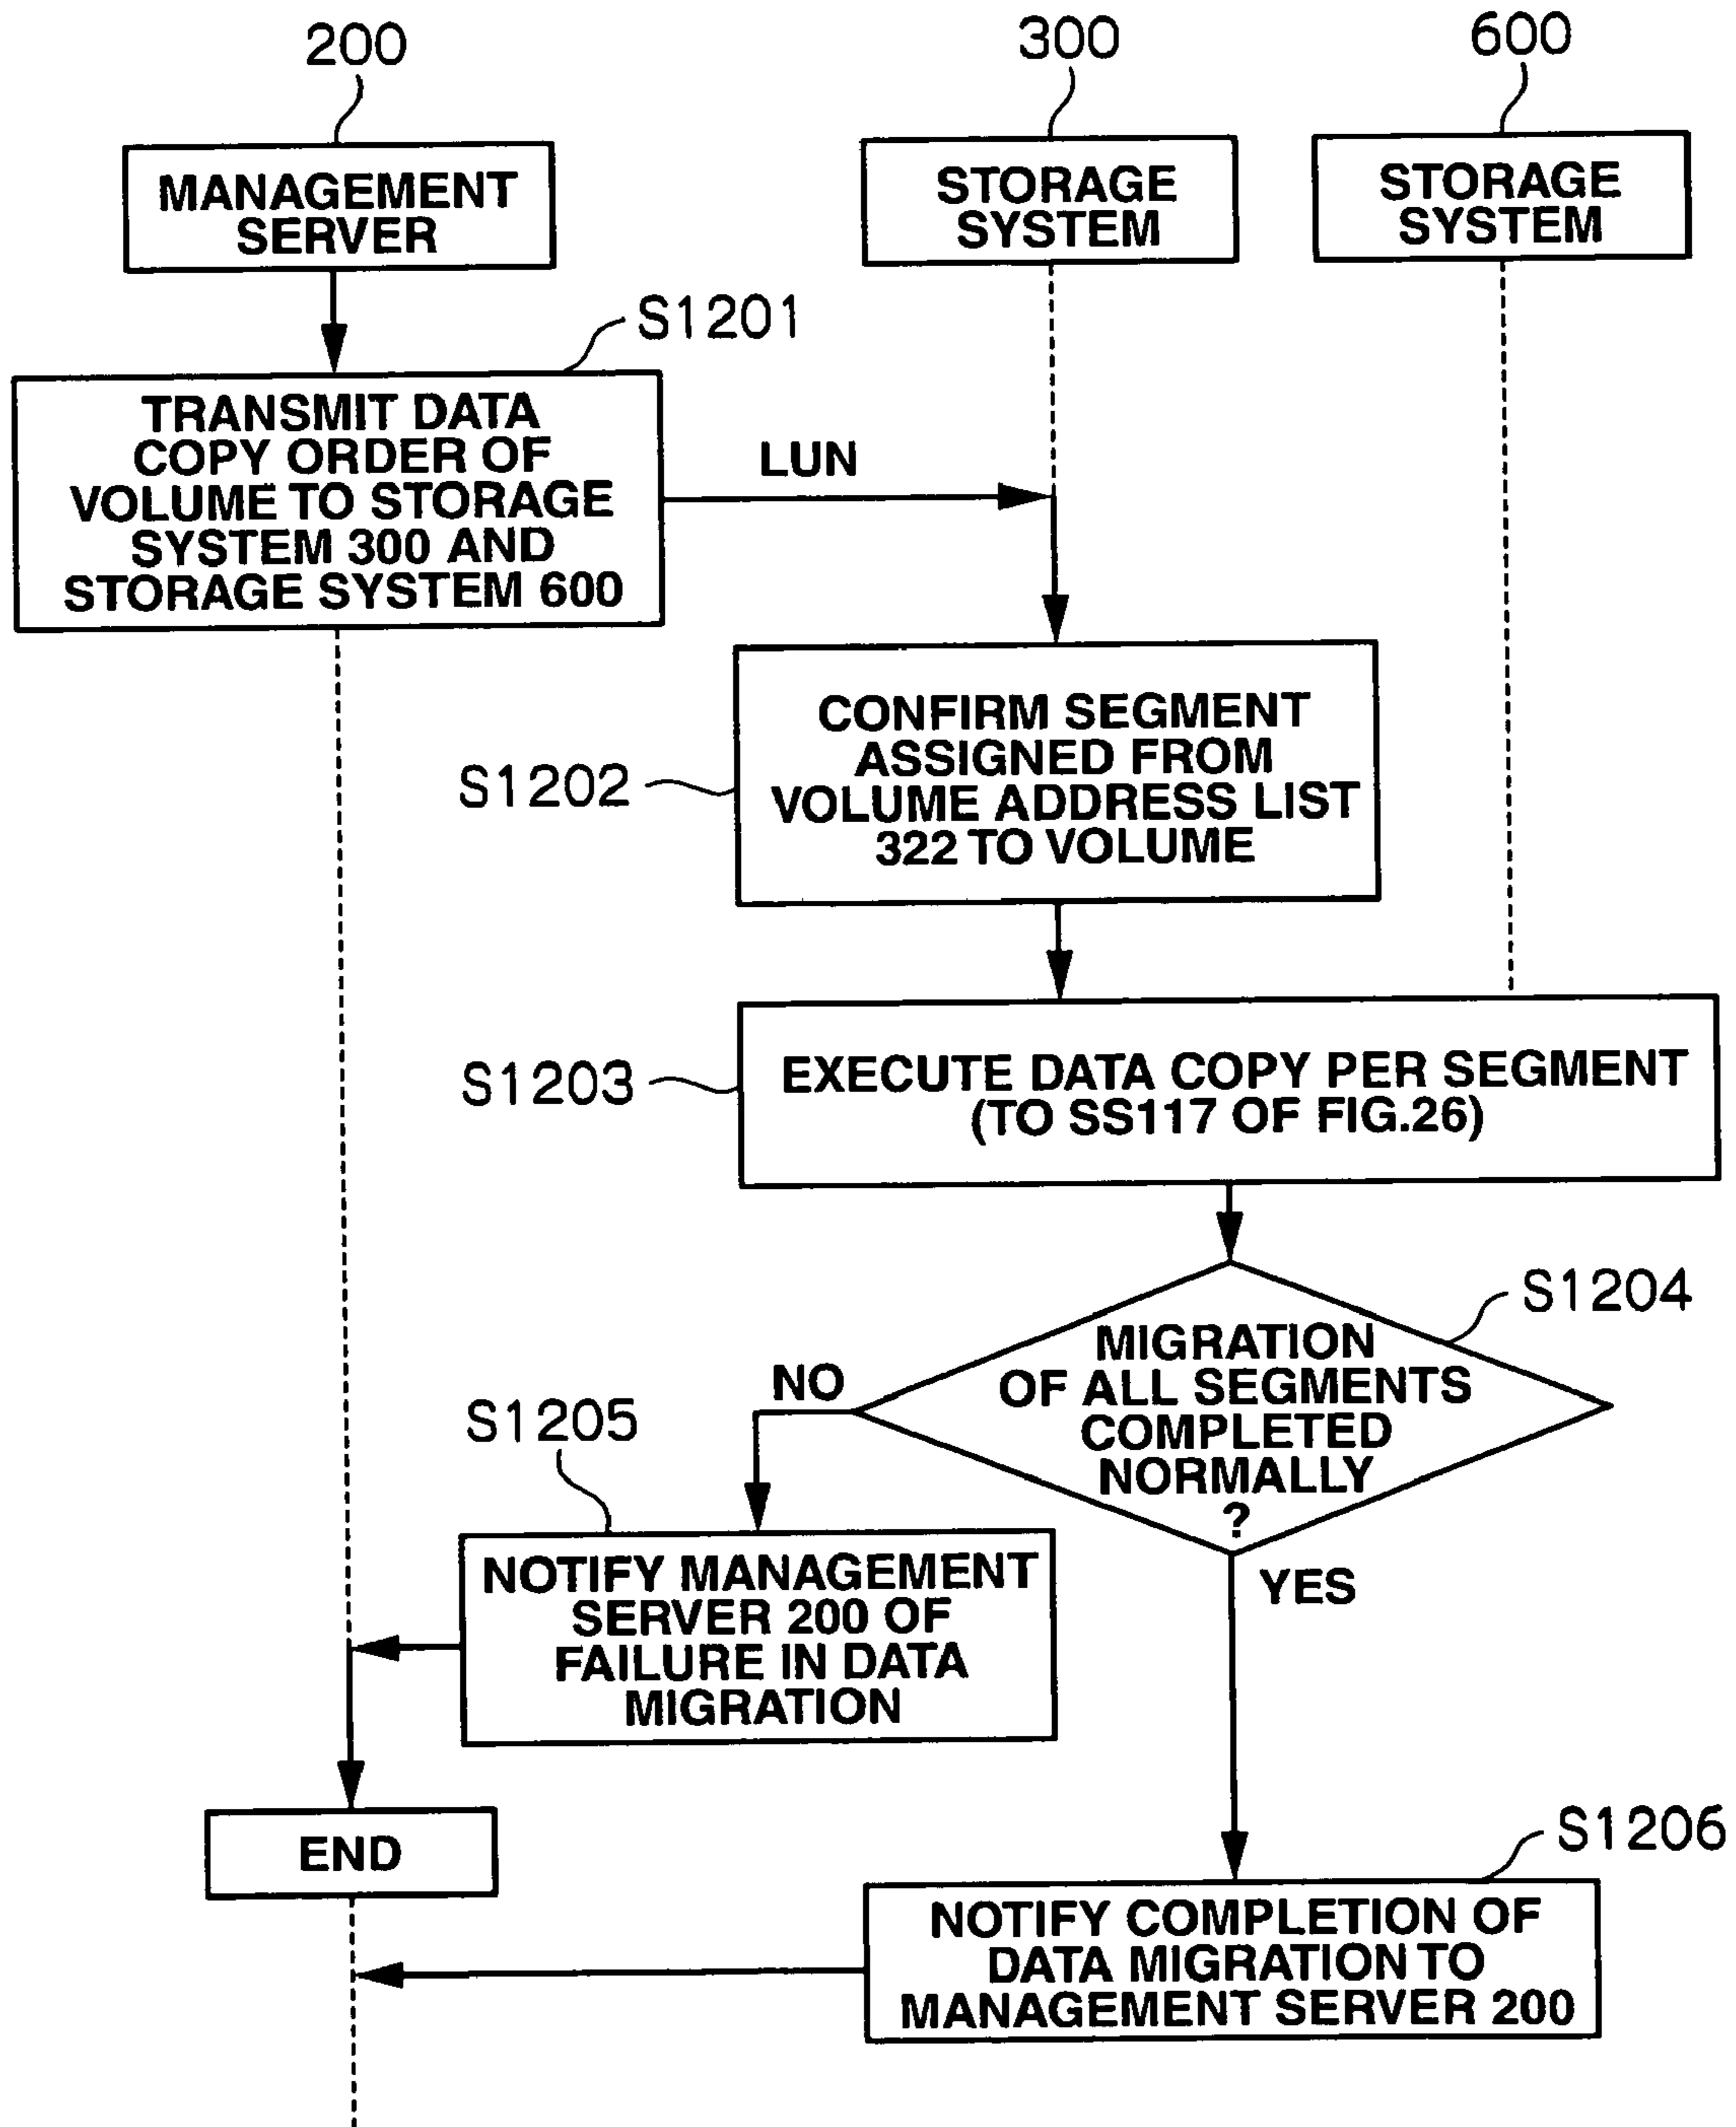 200
300
600
MANAGEMENT
SERVER
STORAGE
SYSTEM
STORAGE
SYSTEM
S1201
TRANSMIT DATA
COPY ORDER OF
VOLUME TO STORAGE
SYSTEM 300 AND
STORAGE SYSTEM 600
LUN
S1202
CONFIRM SEGMENT
ASSIGNED FROM
VOLUME ADDRESS LIST
322 TO VOLUME
S1203
EXECUTE DATA COPY PER SEGMENT
(TO SS117 OF FIG.26)
S1204
MIGRATION
OF ALL SEGMENTS
COMPLETED
NORMALLY
?
NO
YES
S1205
NOTIFY MANAGEMENT
SERVER 200 OF
FAILURE IN DATA
MIGRATION
END
S1206
NOTIFY COMPLETION OF
DATA MIGRATION TO
MANAGEMENT SERVER 200